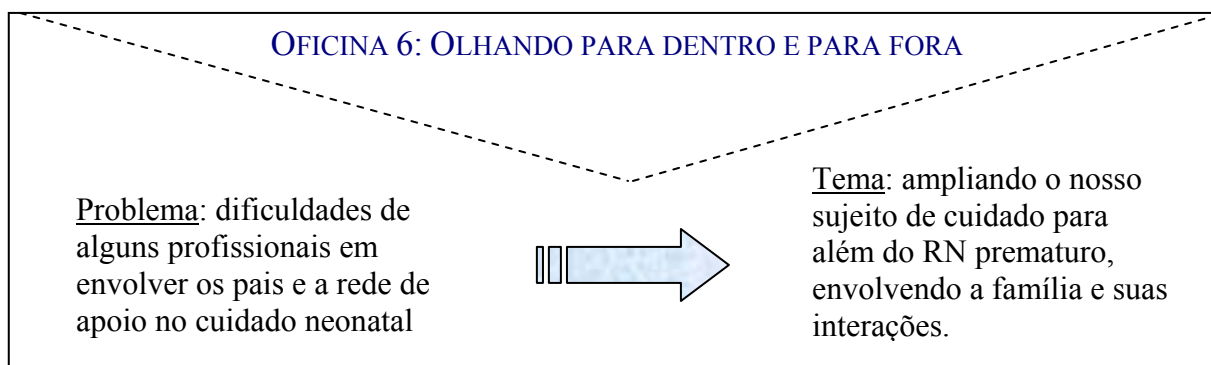 OFICINA 6: OLHANDO PARA DENTRO E PARA FORA
Problema: dificuldades de
alguns profissionais em
envolver os pais e a rede de
apoio no cuidado neonatal
Tema: ampliando o nosso
sujeito de cuidado para
além do RN prematuro,
envolvendo a família e suas
interações.